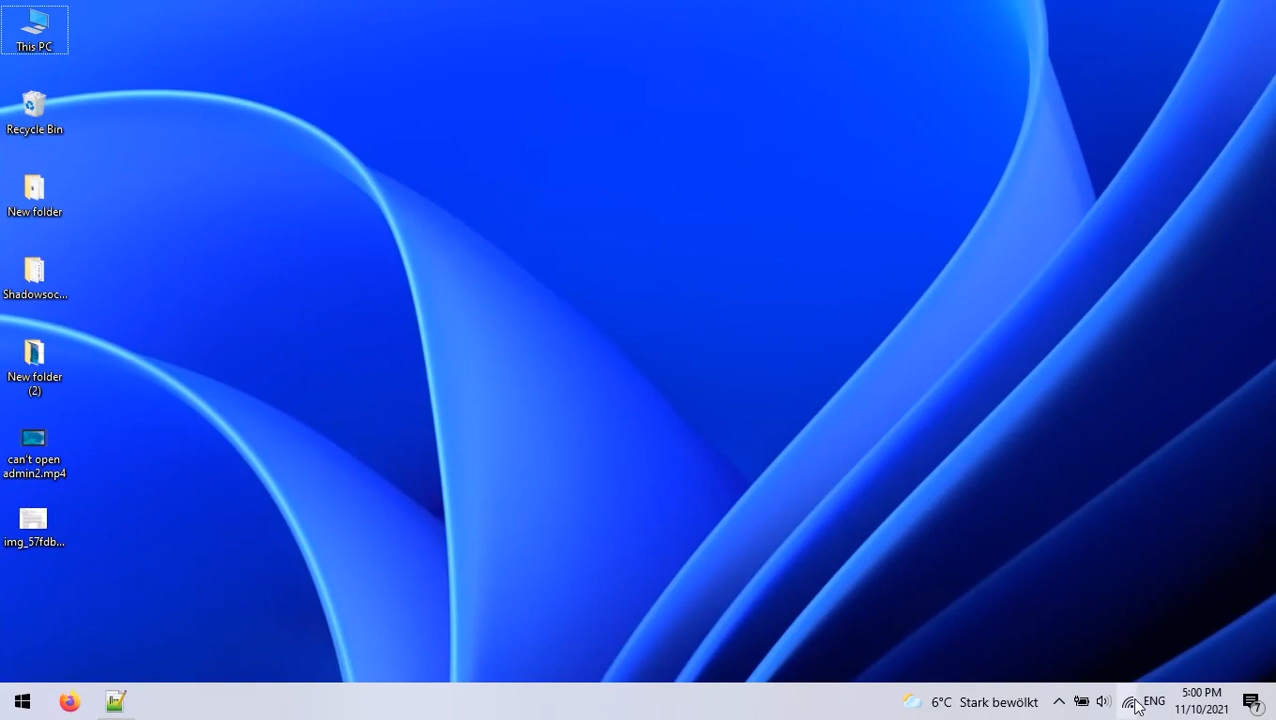 This PC
Recycle Bin
New folder
Shadowsoc...
New folder
(2)
can't open
admin2.mp4
img_57fdb...
6°C Stark bewölkt
ENG
5:00 PM
11/10/2021
7